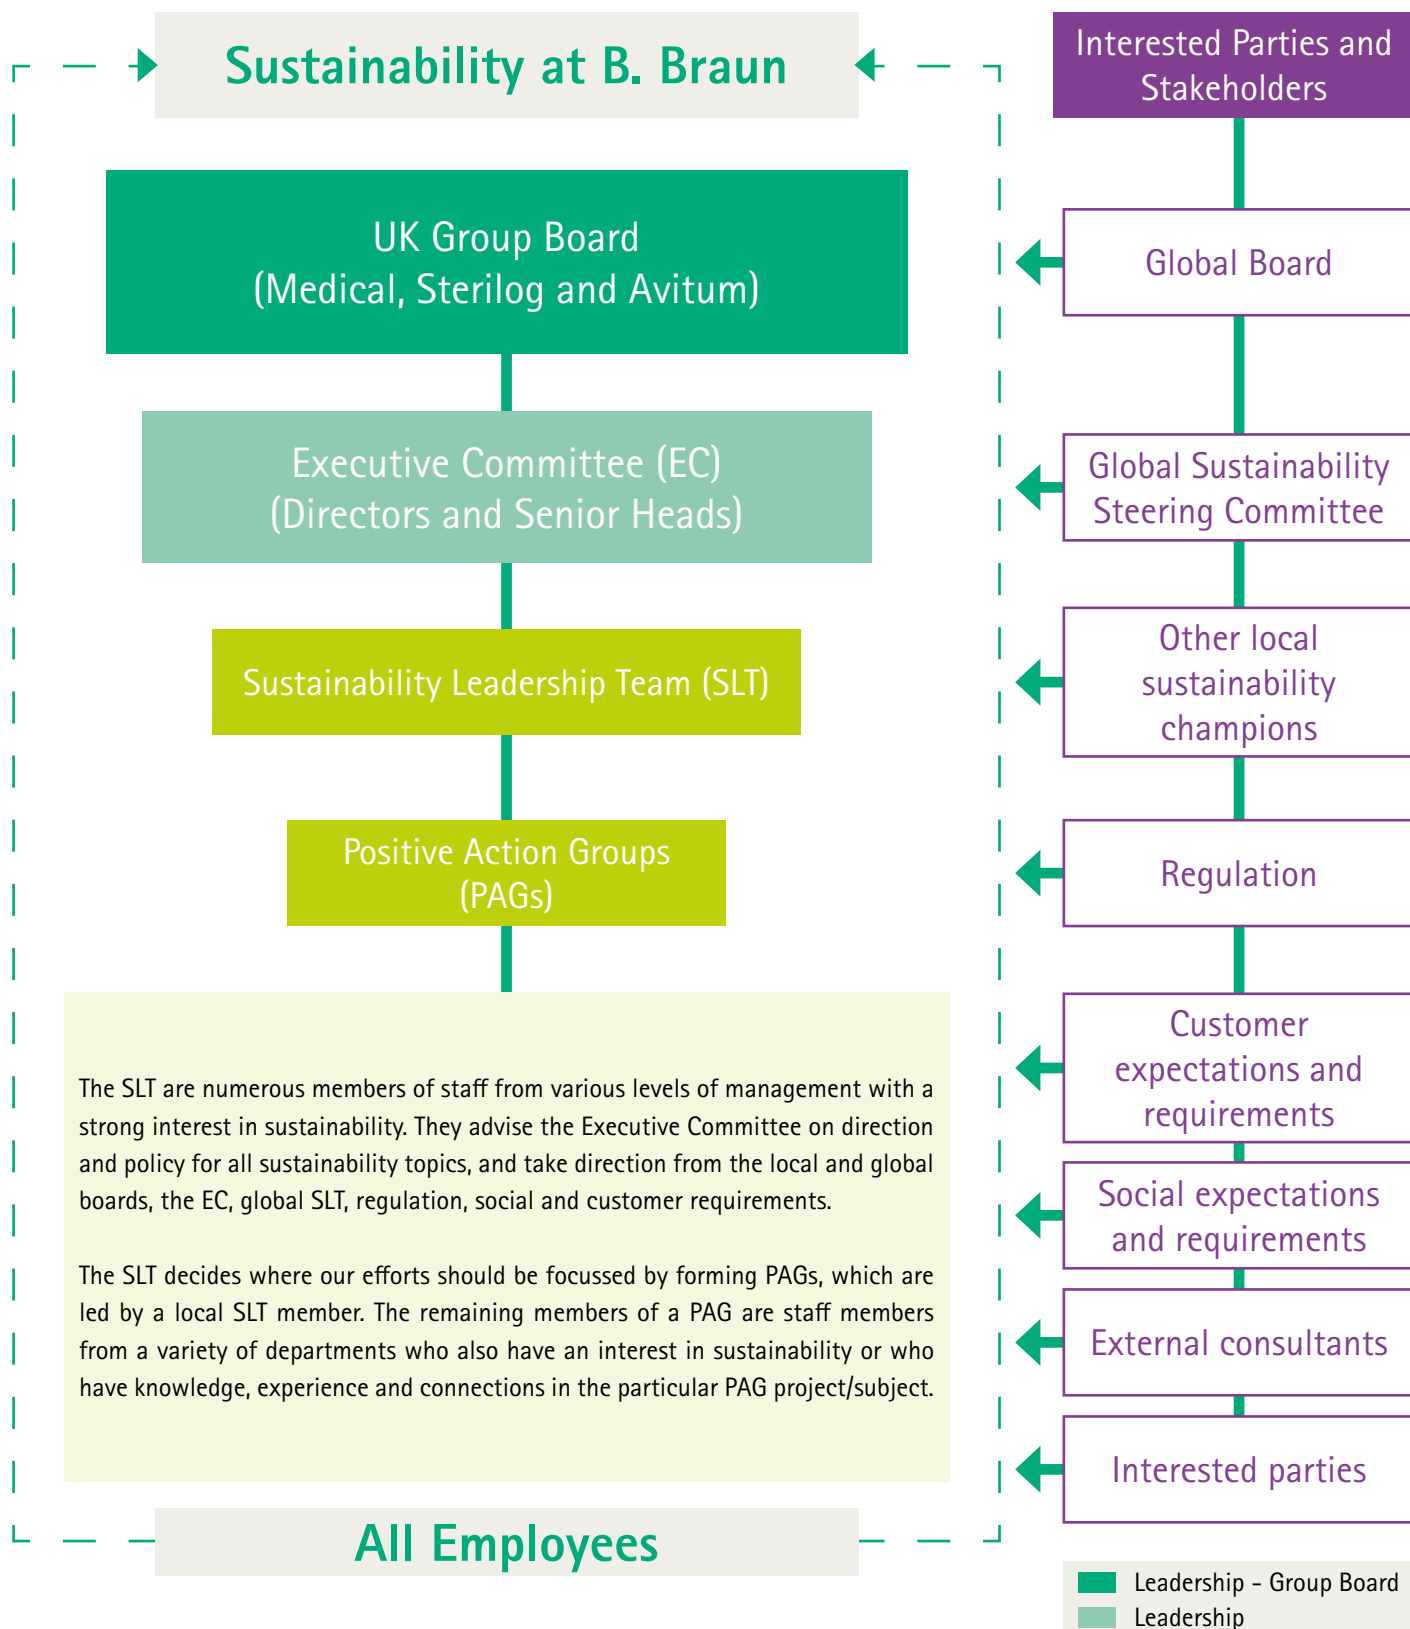 Sustainability at B. Braun
UK Group Board
(Medical, Sterilog and Avitum)
Executive Committee (EC)
(Directors and Senior Heads)
Sustainability Leadership Team (SLT)
Positive Action Groups
(PAGs)
The SLT are numerous members of staff from various levels of management with a
strong interest in sustainability. They advise the Executive Committee on direction
and policy for all sustainability topics, and take direction from the local and global
boards, the EC, global SLT, regulation, social and customer requirements.
The SLT decides where our efforts should be focussed by forming PAGs, which are
led by a local SLT member. The remaining members of a PAG are staff members
from a variety of departments who also have an interest in sustainability or who
have knowledge, experience and connections in the particular PAG project/subject.
All Employees
Interested Parties and
Stakeholders
Global Board
Global Sustainability
Steering Committee
Other local
sustainability
champions
Regulation
Customer
expectations and
requirements
Social expectations
and requirements
External consultants
Interested parties
Leadership - Group Board
Leadership